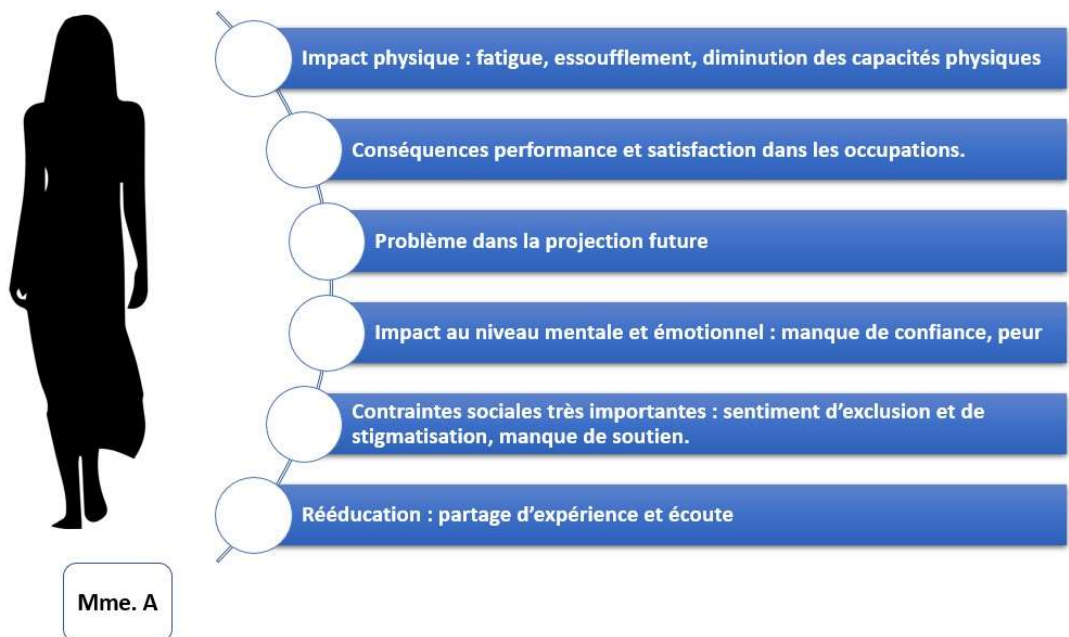 Impact physique : fatigue, essoufflement, diminution des capacités physiques
Conséquences performance et satisfaction dans les occupations.
Problème dans la projection future
Impact au niveau mentale et émotionnel : manque de confiance, peur
Contraintes sociales très importantes : sentiment d’exclusion et de
stigmatisation, manque de soutien.
Rééducation : partage d’expérience et écoute
Mme. A